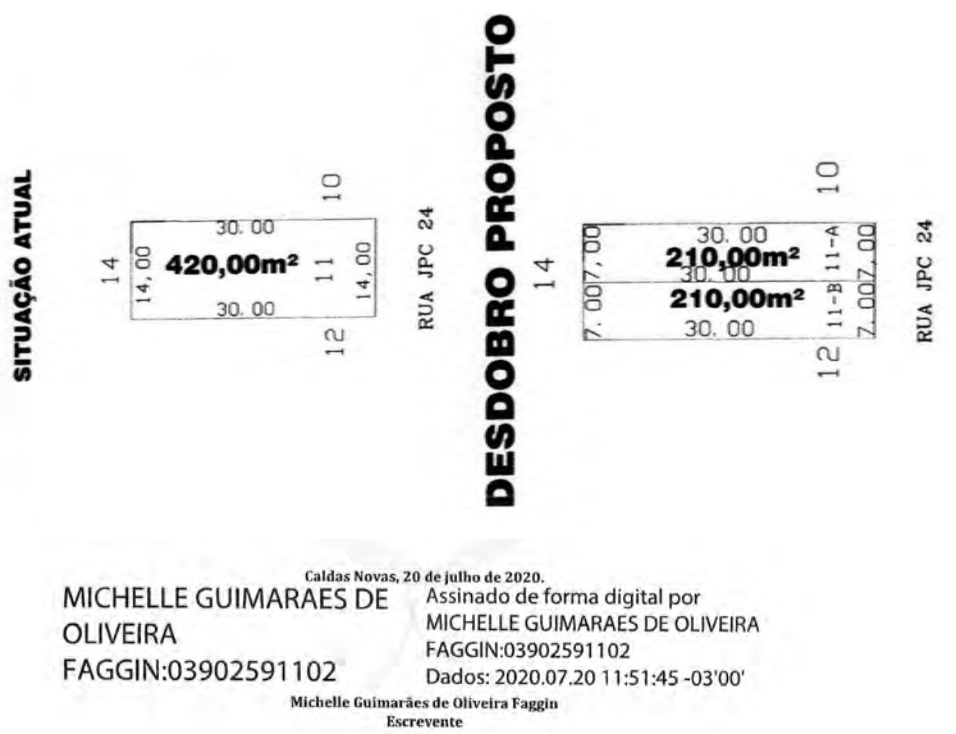 SITUAÇÃO ATUAL
14
10
30. 00
14,00
420,00m²
11
14,00
30. 00
12
RUA JPC 24
DESDOBRO PROPOSTO
14
10
30. 00
7,00
210,00m²
11-A
7,00
30. 00
7.00
210,00m²
11-B
7.00
30. 00
12
RUA JPC 24
Caldas Novas, 20 de julho de 2020.
MICHELLE GUIMARAES DE
OLIVEIRA
FAGGIN:03902591102
Assinado de forma digital por
MICHELLE GUIMARAES DE OLIVEIRA
FAGGIN:03902591102
Dados: 2020.07.20 11:51:45 -03'00'
Michelle Guimarães de Oliveira Faggin
Escrevente